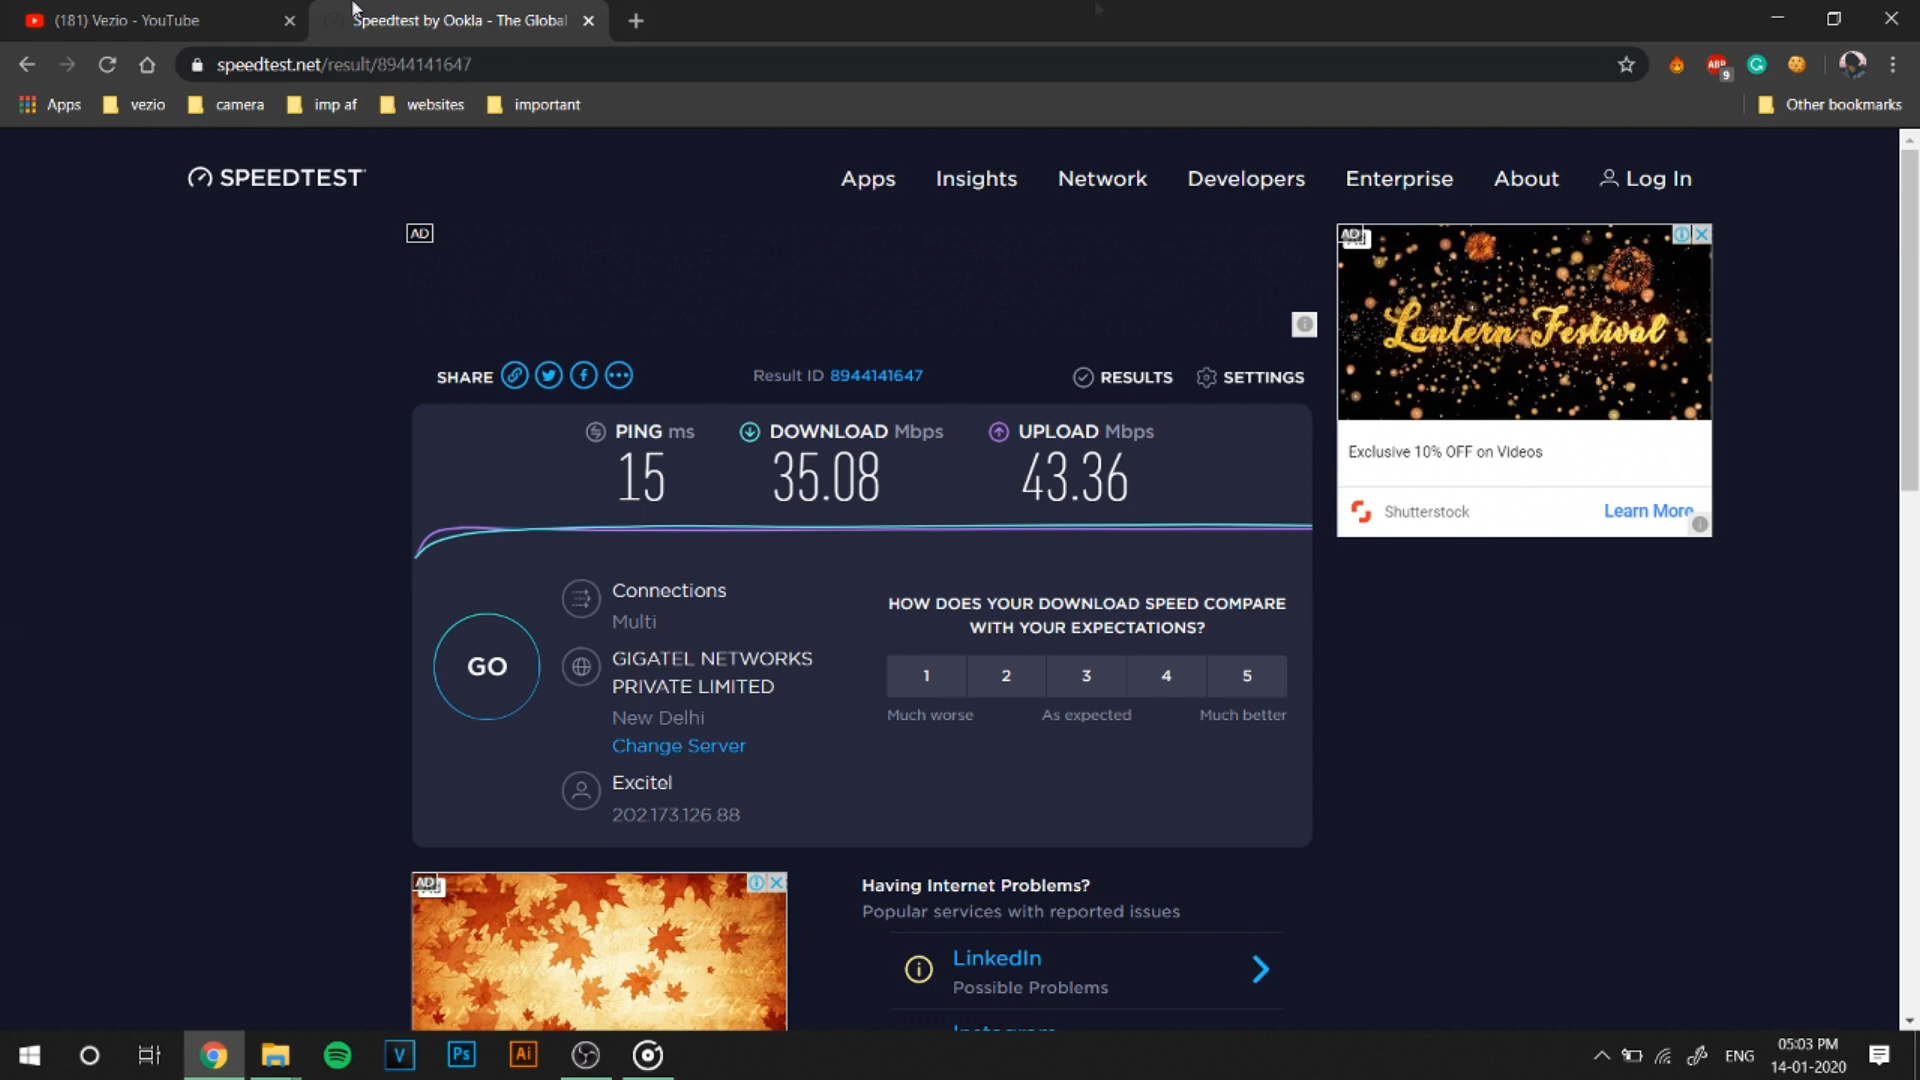 (181) Vezio - YouTube
Speedtest by Ookla - The Global
speedtest.net/result/8944141647
ABP
9
Apps
vezio
camera
imp af
websites
important
Other bookmarks
SPEEDTEST
Apps
Insights
Network
Developers
Enterprise
About
Log In
AD
AD
Lantern Festival
Exclusive 10% OFF on Videos
Shutterstock
Learn More
SHARE
Result ID 8944141647
RESULTS
SETTINGS
PING ms
DOWNLOAD Mbps
UPLOAD Mbps
15
35.08
43.36
GO
Connections
Multi
GIGATEL NETWORKS
PRIVATE LIMITED
New Delhi
Change Server
Excitel
202.173.126.88
HOW DOES YOUR DOWNLOAD SPEED COMPARE
WITH YOUR EXPECTATIONS?
1
2
3
4
5
Much worse
As expected
Much better
AD
Having Internet Problems?
Popular services with reported issues
LinkedIn
Possible Problems
V
Ps
Ai
ENG
05:03 PM
14-01-2020